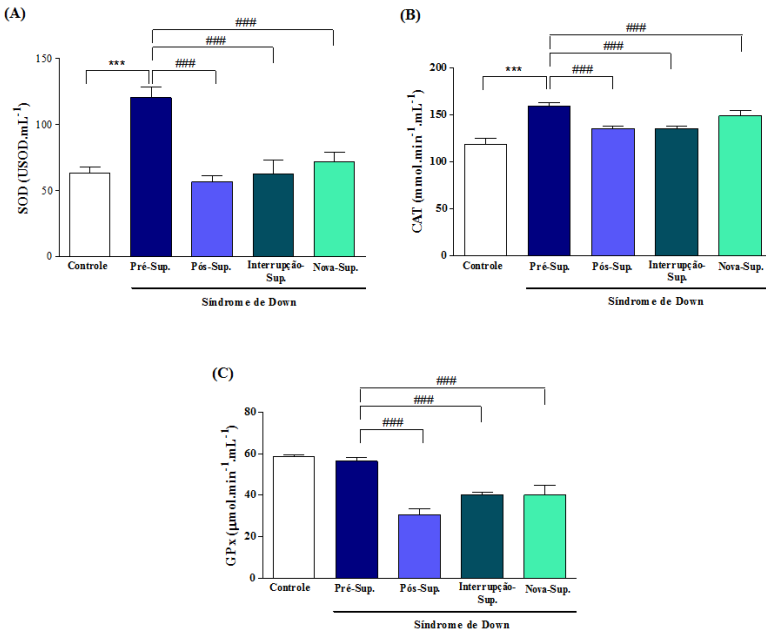 (A)
###
###
***
###
SOD (USOD.mL-1)
150
100
50
0
Controle
Pré-Sup.
Pós-Sup.
Interrupção-
Sup.
Nova-Sup.
Síndrome de Down
(B)
###
###
***
###
CAT (mmol.min-1.mL-1)
200
150
100
50
0
Controle
Pré-Sup.
Pós-Sup.
Interrupção-
Sup.
Nova-Sup.
Síndrome de Down
(C)
###
###
###
GPx (μmol.min-1.mL-1)
80
60
40
20
0
Controle
Pré-Sup.
Pós-Sup.
Interrupção-
Sup.
Nova-Sup.
Síndrome de Down